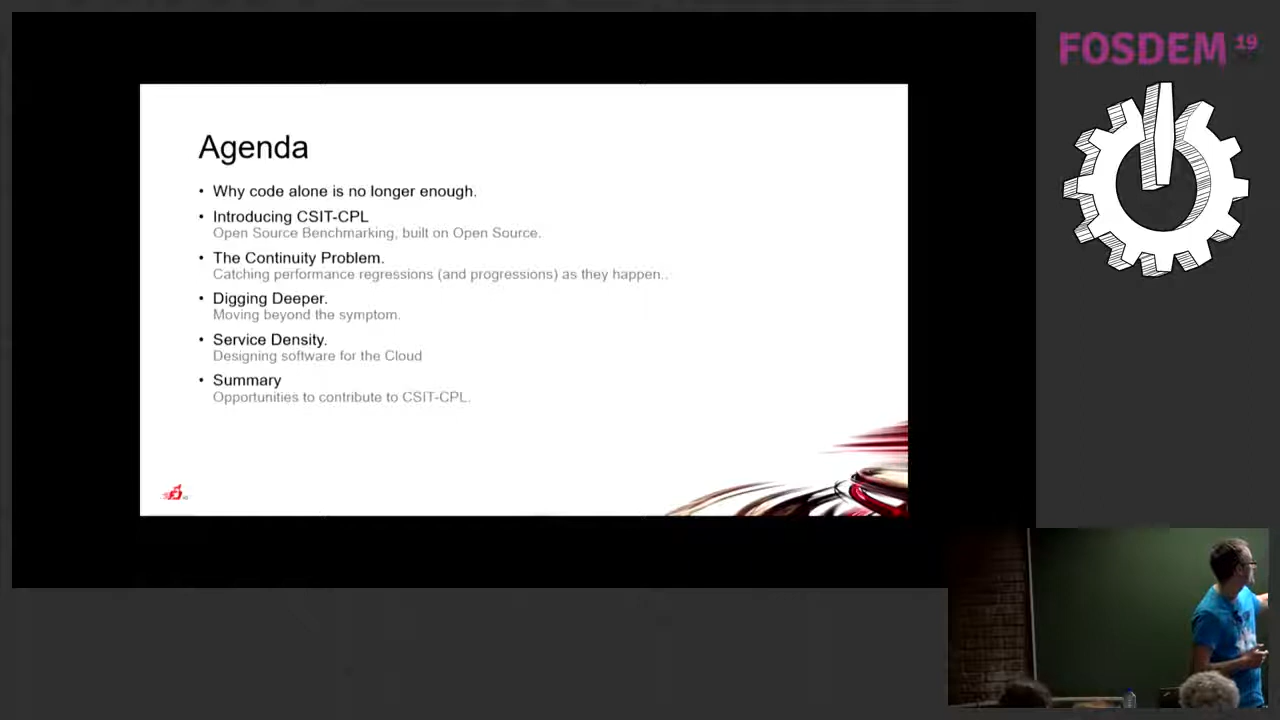 FOSDEM 19
Agenda
• Why code alone is no longer enough.
• Introducing CSIT-CPL
Open Source Benchmarking, built on Open Source.
• The Continuity Problem.
Catching performance regressions (and progressions) as they happen..
• Digging Deeper.
Moving beyond the symptom.
• Service Density.
Designing software for the Cloud
• Summary
Opportunities to contribute to CSIT-CPL.